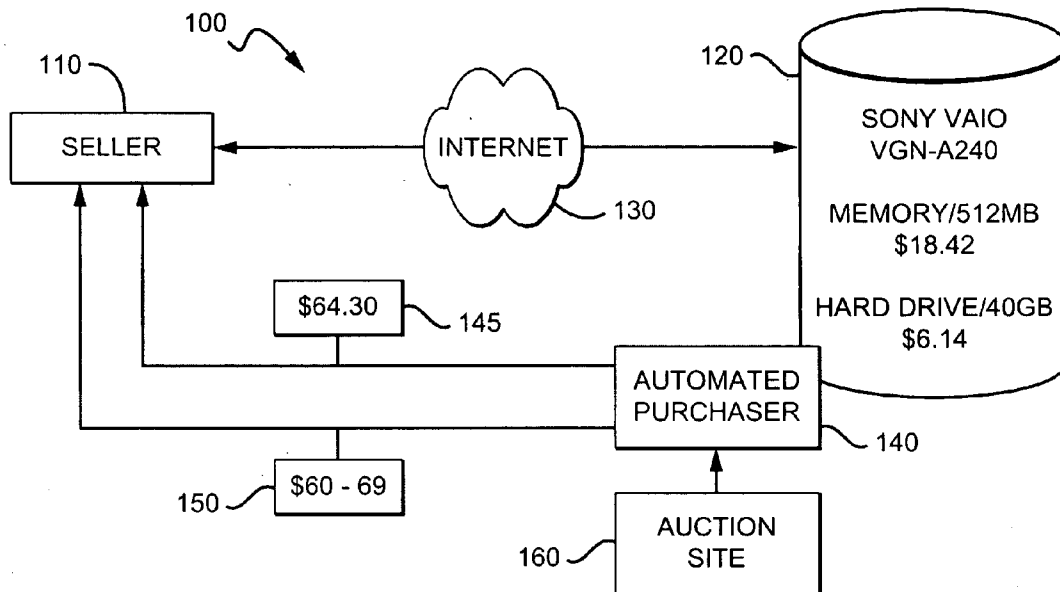 100
110
SELLER
INTERNET
130
120
SONY VAIO
VGN-A240
MEMORY/512MB
$18.42
HARD DRIVE/40GB
$6.14
$64.30
145
AUTOMATED
PURCHASER
140
150
$60 - 69
160
AUCTION
SITE